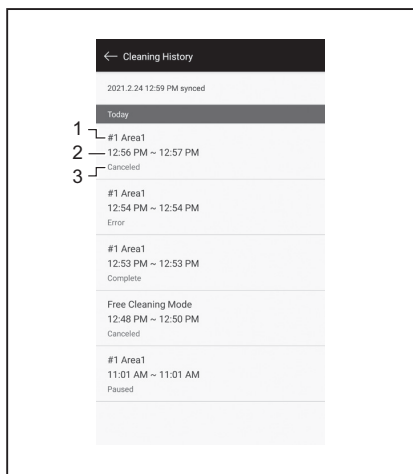 Cleaning History
2021.2.24 12:59 PM synced
Today
1
#1 Area1
2
12:56 PM ~ 12:57 PM
3
Canceled
#1 Area1
12:54 PM ~ 12:54 PM
Error
#1 Area1
12:53 PM ~ 12:53 PM
Complete
Free Cleaning Mode
12:48 PM ~ 12:50 PM
Canceled
#1 Area1
11:01 AM ~ 11:01 AM
Paused